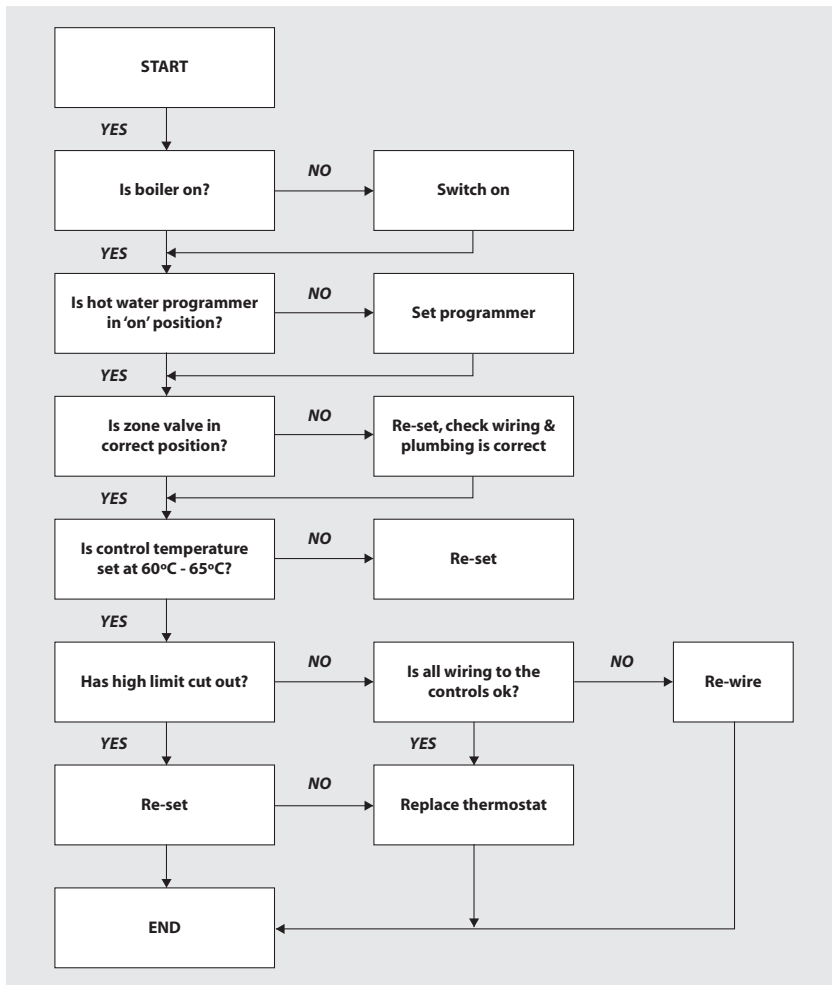 START
YES
Is boiler on?
NO
Switch on
YES
Is hot water programmer
in ‘on’ position?
NO
Set programmer
YES
Is zone valve in
correct position?
NO
Re-set, check wiring &
plumbing is correct
YES
Is control temperature
set at 60ºC - 65ºC?
NO
Re-set
YES
Has high limit cut out?
NO
Is all wiring to the
controls ok?
NO
Re-wire
YES
YES
Re-set
NO
Replace thermostat
END